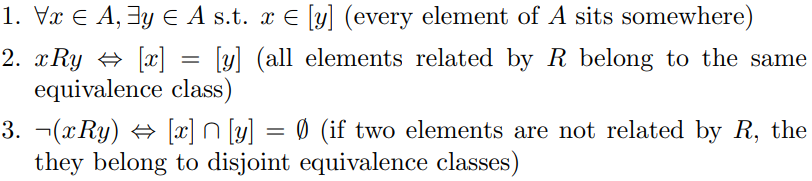 1. ∀x ∈ A, ∃y ∈ A s.t. x ∈ [y] (every element of A sits somewhere)
2. xRy ⇔ [x] = [y] (all elements related by R belong to the same
equivalence class)
3. ¬(xRy) ⇔ [x] ∩ [y] = ∅ (if two elements are not related by R, the
they belong to disjoint equivalence classes)